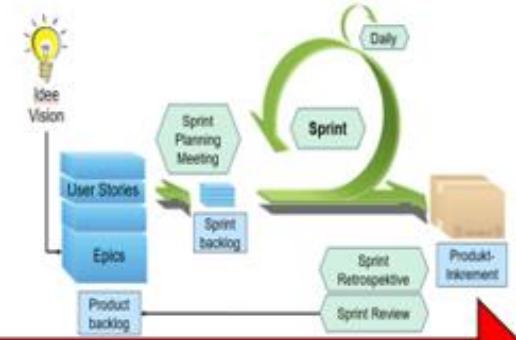 Idee
Vision
User Stories
Epics
Product
backlog
Sprint
Planning
Meeting
Sprint
backlog
Sprint
Daily
Produkt-
Inkrement
Sprint
Retrospektive
Sprint Review